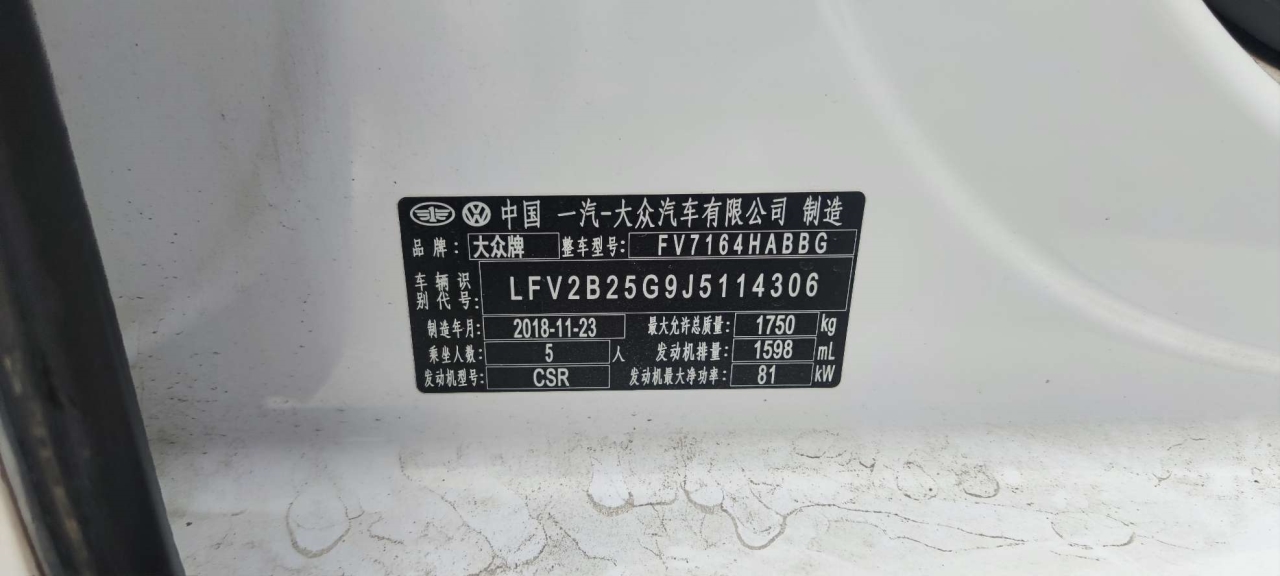 中国 一汽-大众汽车有限公司 制造
品牌: 大众牌 整车型号: FV7164HABBG
车辆识别代号: LFV2B25G9J5114306
制造年月: 2018-11-23 最大允许总质量: 1750 kg
乘坐人数: 5 人 发动机排量: 1598 mL
发动机型号: CSR 发动机最大净功率: 81 kW